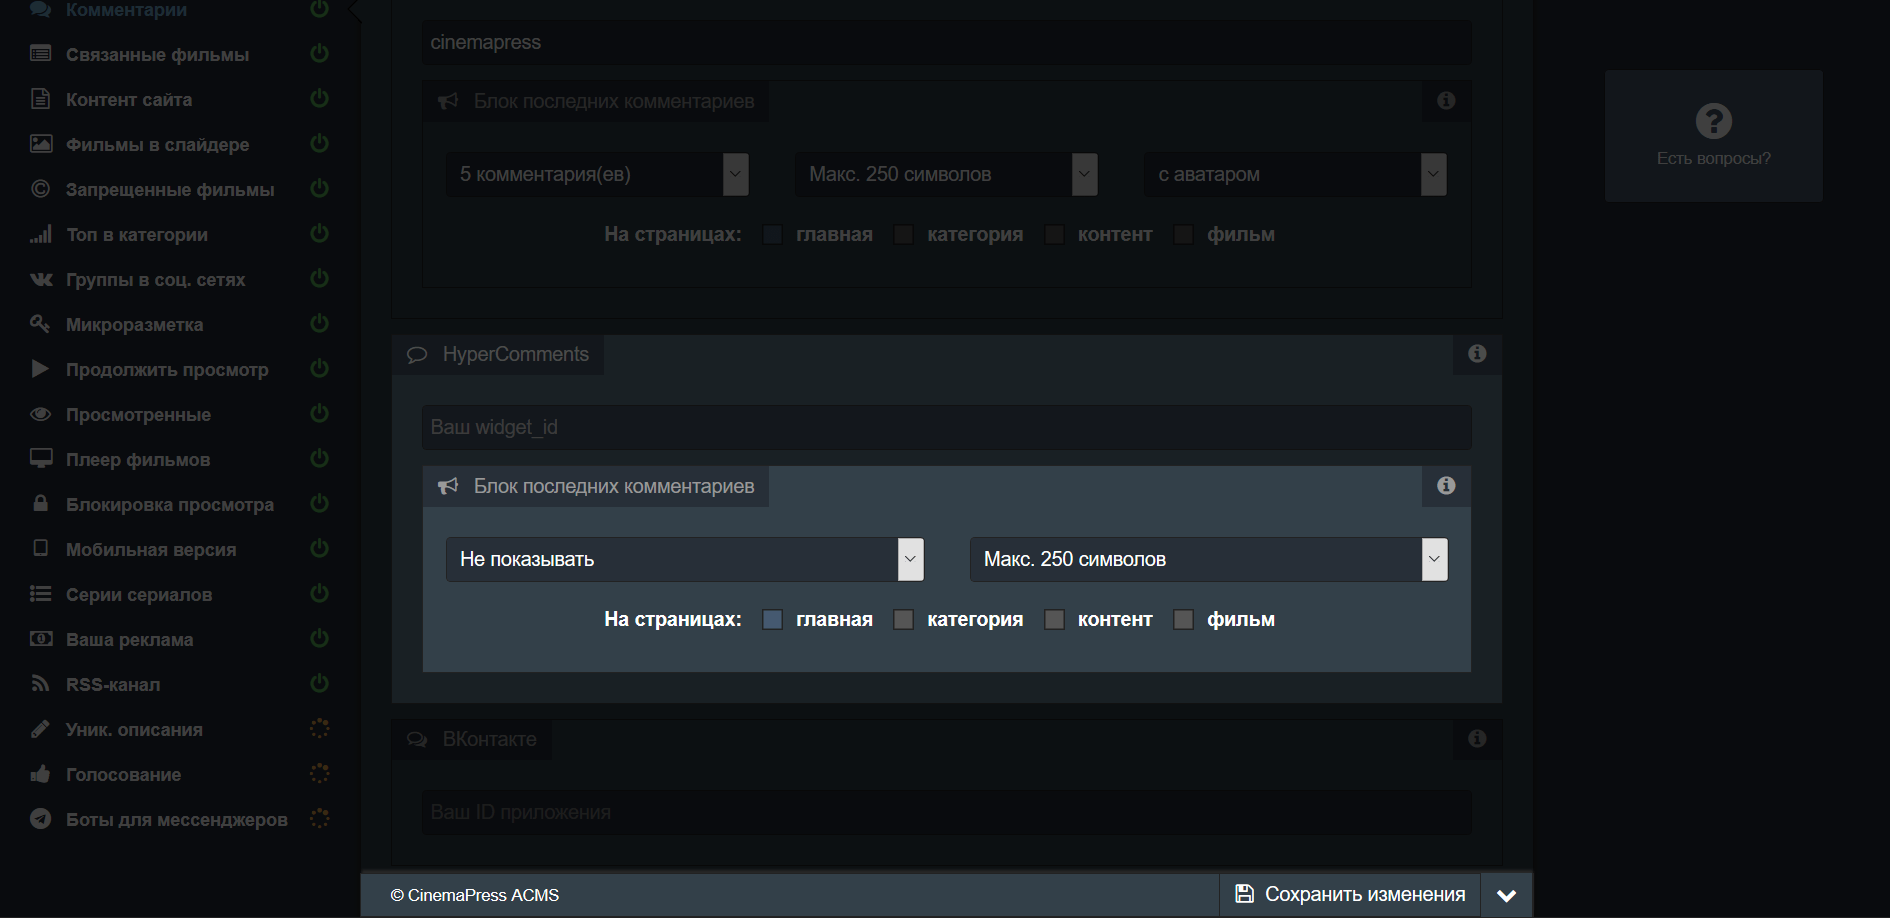 Комментарии
Связанные фильмы
Контент сайта
Фильмы в слайдере
Запрещенные фильмы
Топ в категории
Группы в соц. сетях
Микроразметка
Продолжить просмотр
Просмотренные
Плеер фильмов
Блокировка просмотра
Мобильная версия
Серии сериалов
Ваша реклама
RSS-канал
Уник. описания
Голосование
Боты для мессенджеров
cinemapress
Блок последних комментариев
5 комментария(ев) Макс. 250 символов с аватаром
На страницах: главная категория контент фильм
HyperComments
Ваш widget_id
Блок последних комментариев
Не показывать Макс. 250 символов
На страницах: главная категория контент фильм
ВКонтакте
Ваш ID приложения
© CinemaPress ACMS Сохранить изменения
Есть вопросы?